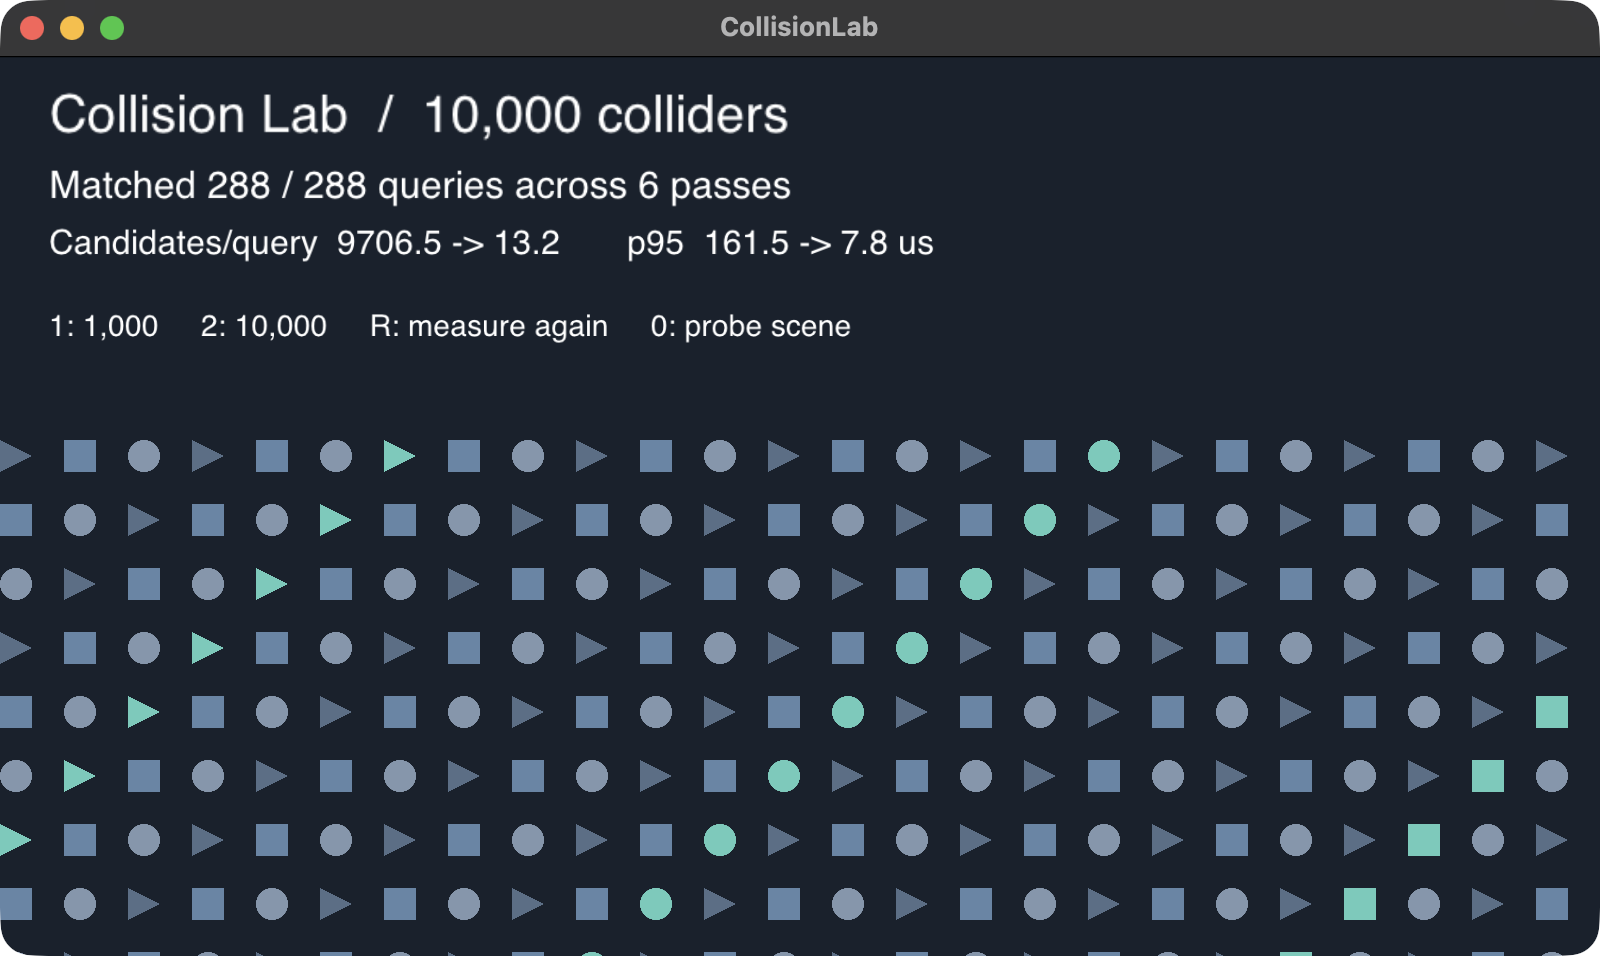 CollisionLab
Collision Lab / 10,000 colliders
Matched 288 / 288 queries across 6 passes
Candidates/query 9706.5 -> 13.2 p95 161.5 -> 7.8 us
1: 1,000 2: 10,000 R: measure again 0: probe scene